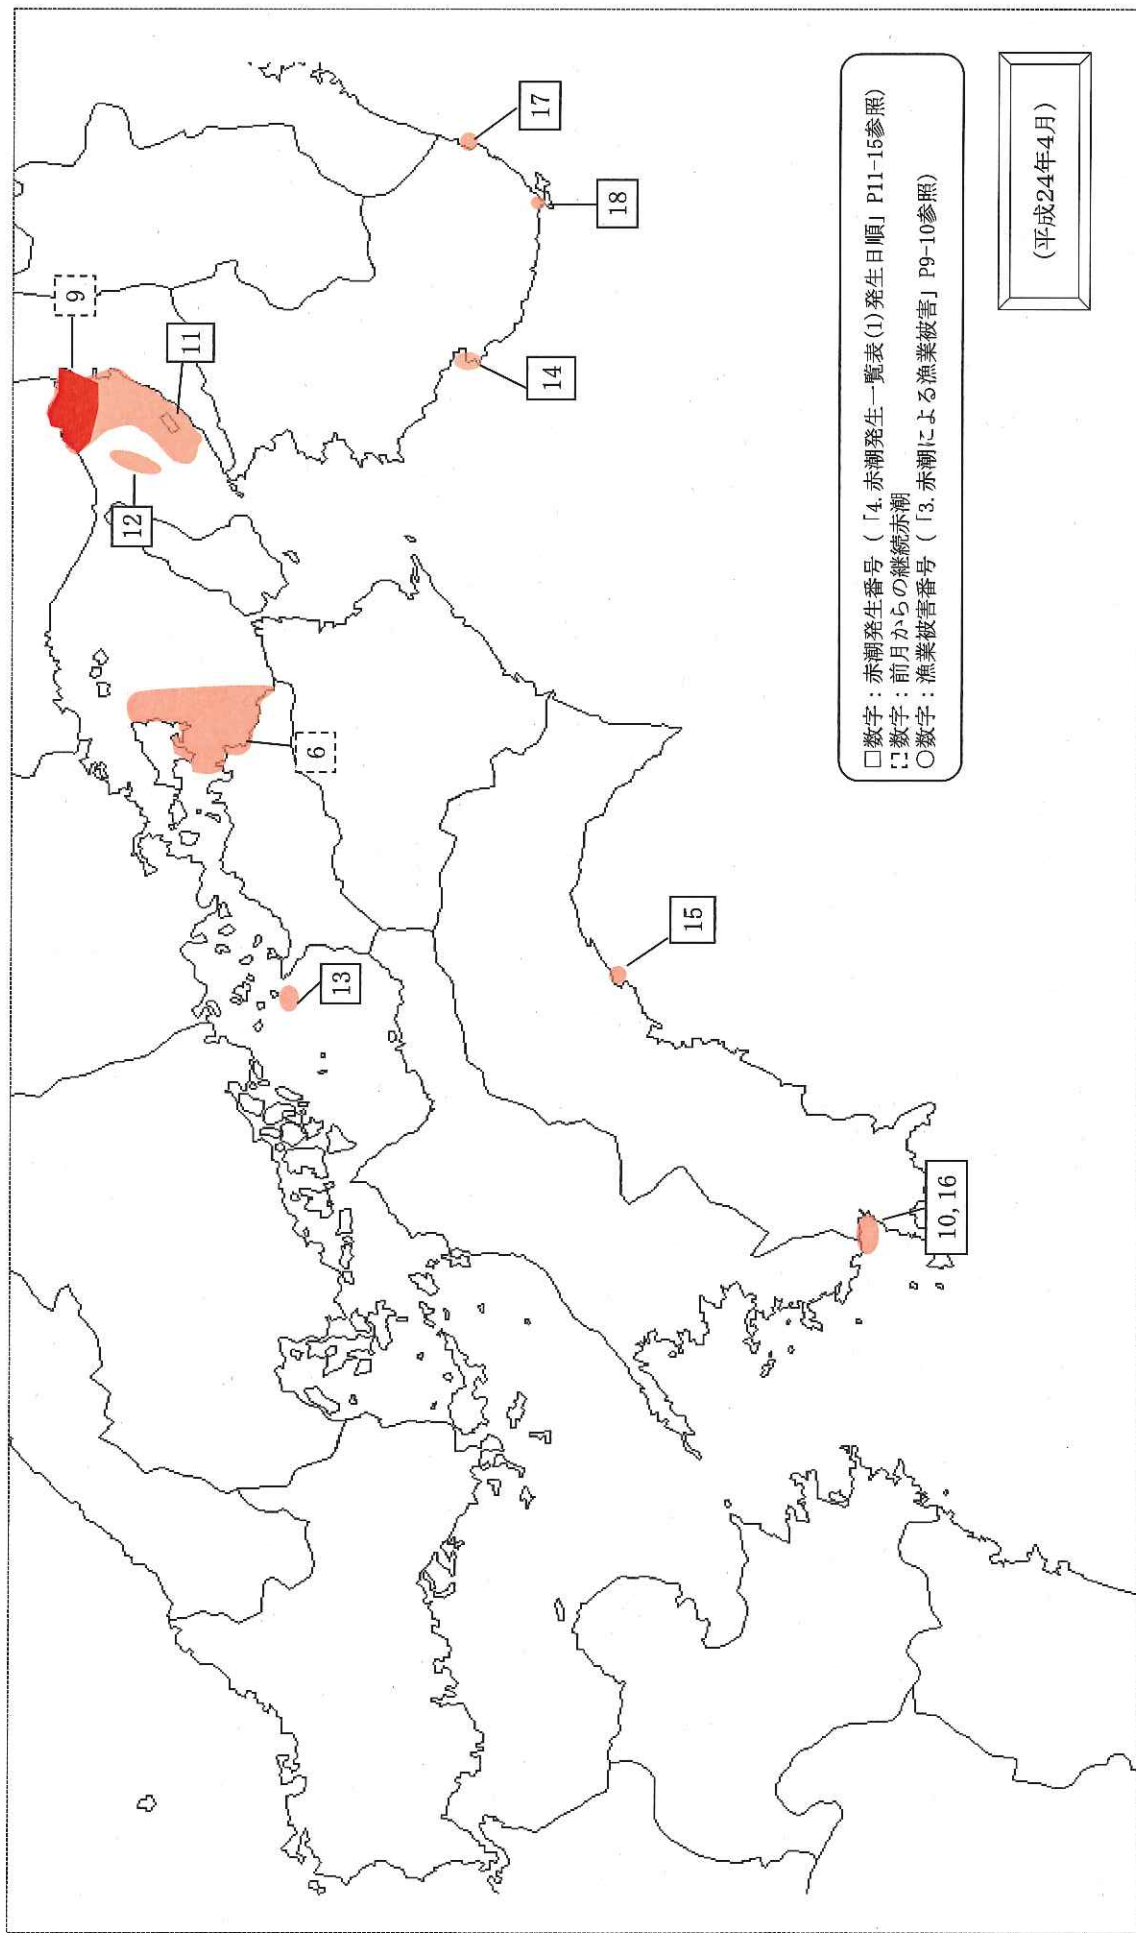 9
11
12
6
13
17
18
14
15
10, 16
□数字：赤潮発生番号（「4. 赤潮発生一覧表(1)発生日順」P11-15参照)
数字：前月からの継続赤潮
○数字：漁業被害番号（「3. 赤潮による漁業被害」P9-10参照)
(平成24年4月)